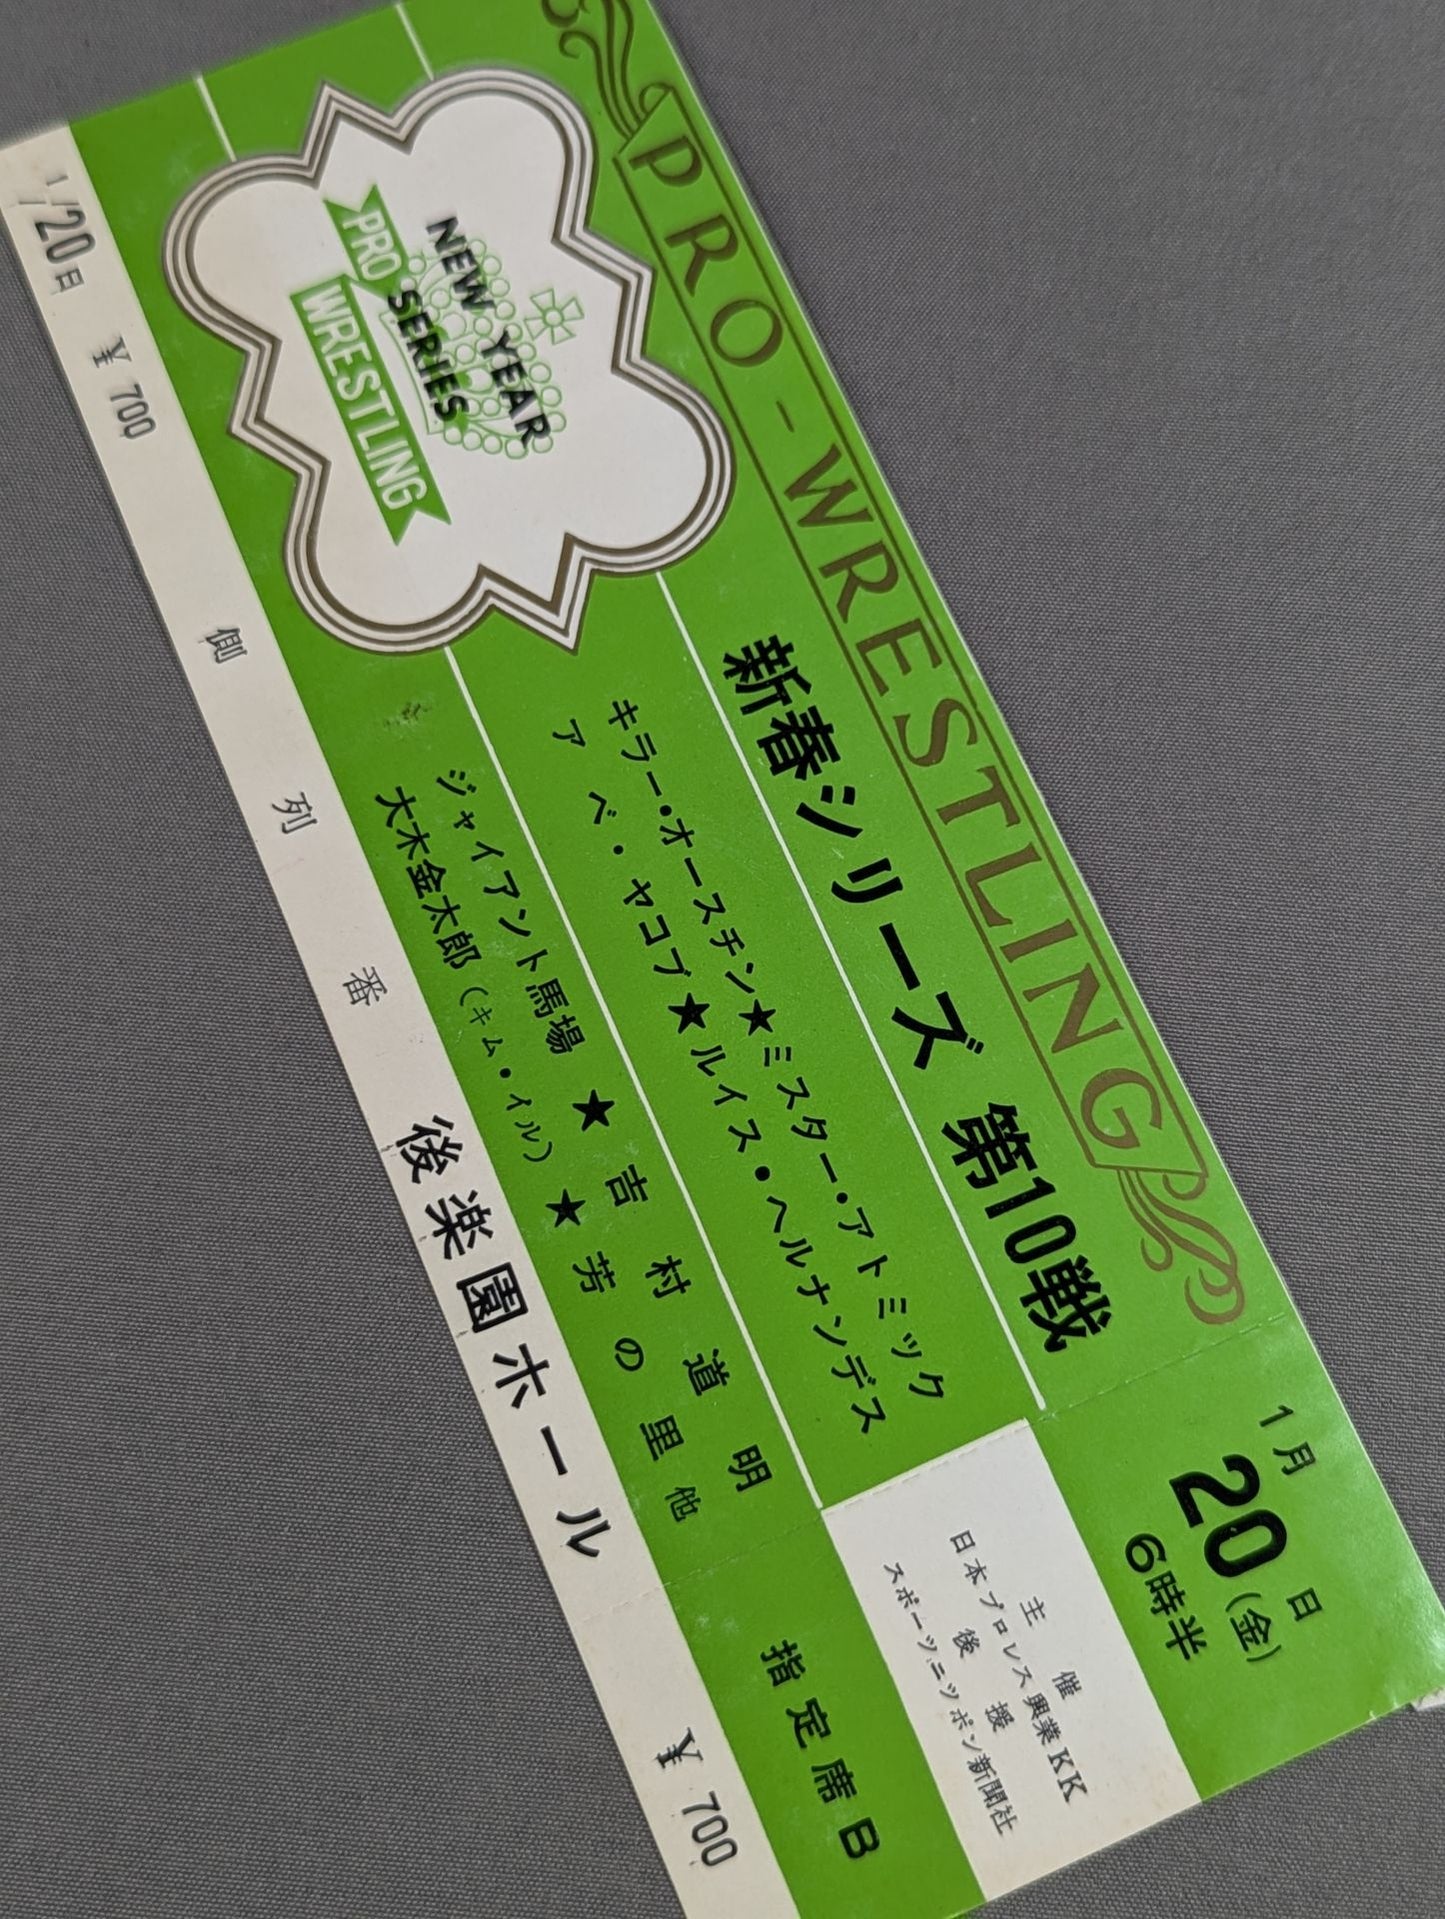 PRO-WRESTLING
NEW YEAR
SERIES
PRO
WRESTLING
新春シリーズ 第10戦
キラー・オースチン★ミスター・アトミック
アベ・ヤコブ★ルイス・ヘルナンデス
ジャイアント馬場★吉村道明
大木金太郎(キム・イル)★芳の里他
1月20日(金)
6時半
主催
日本プロレス興業KK
後援
スポーツニッポン新聞社
指定席B
1/20日 ¥700
側 列 番
後楽園ホール
¥700